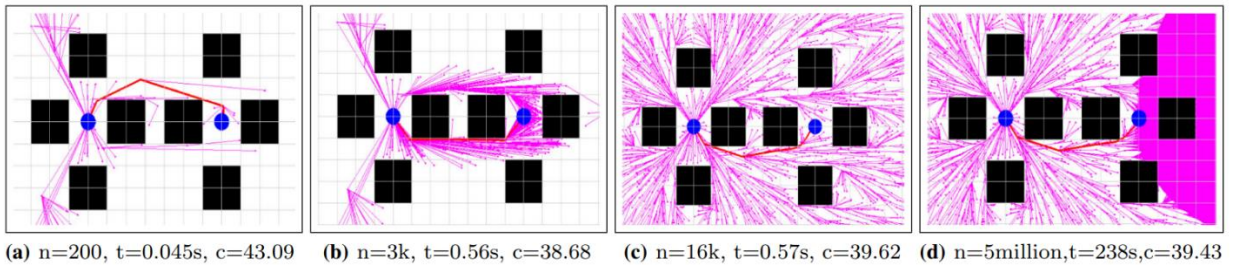 (a) n=200, t=0.045s, c=43.09
(b) n=3k, t=0.56s, c=38.68
(c) n=16k, t=0.57s, c=39.62
(d) n=5million,t=238s,c=39.43